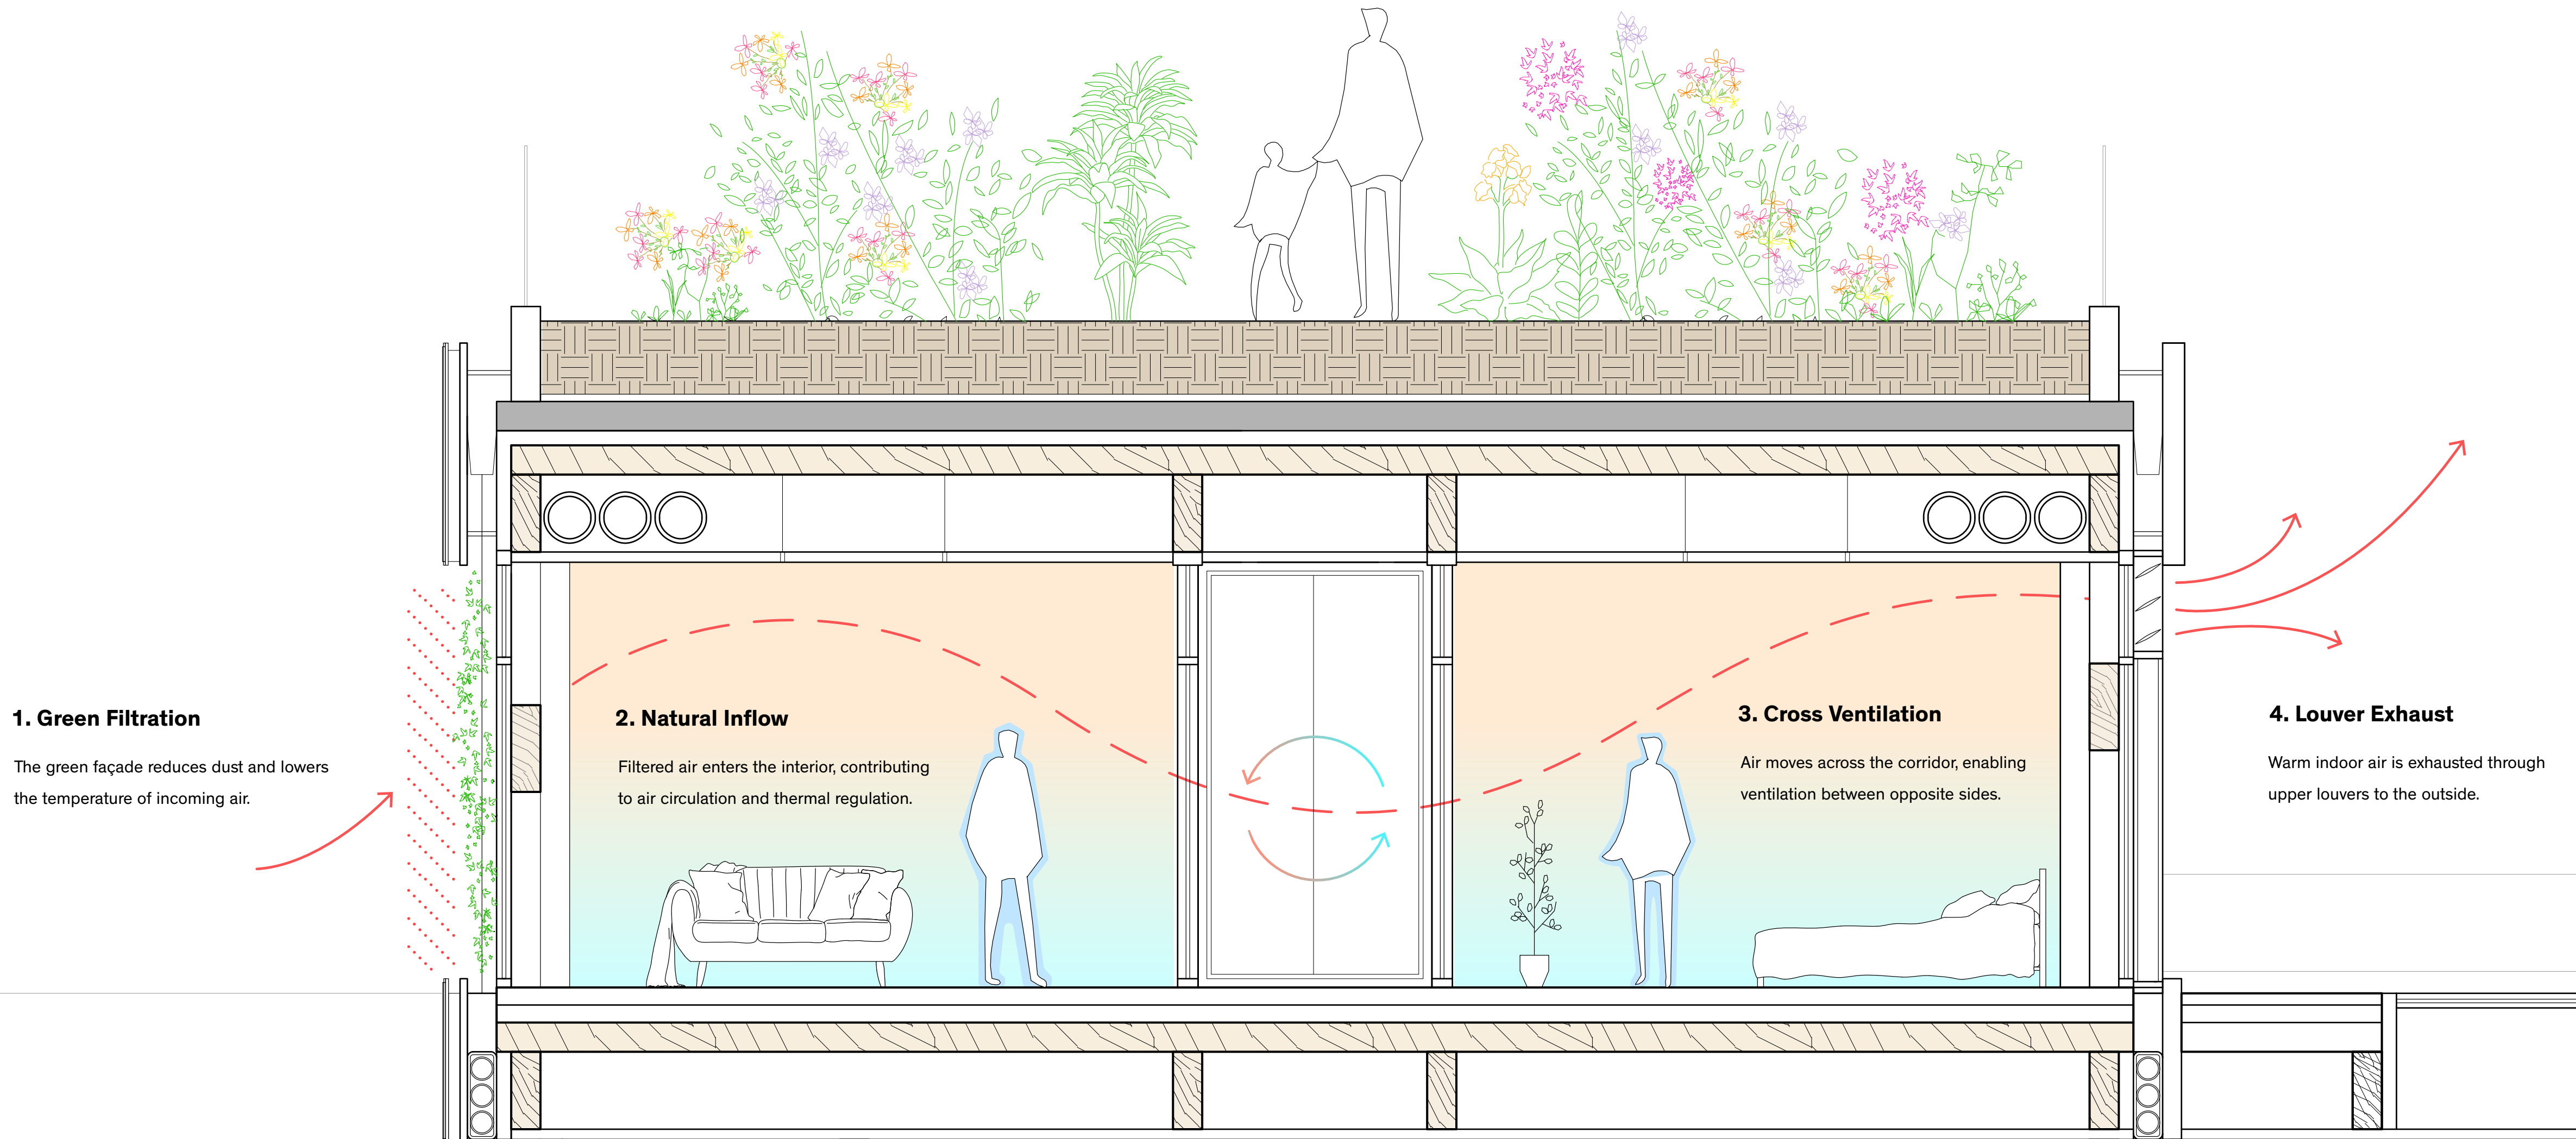 1. Green Filtration
The green façade reduces dust and lowers
the temperature of incoming air.
2. Natural Inflow
Filtered air enters the interior, contributing
to air circulation and thermal regulation.
3. Cross Ventilation
Air moves across the corridor, enabling
ventilation between opposite sides.
4. Louver Exhaust
Warm indoor air is exhausted through
upper louvers to the outside.